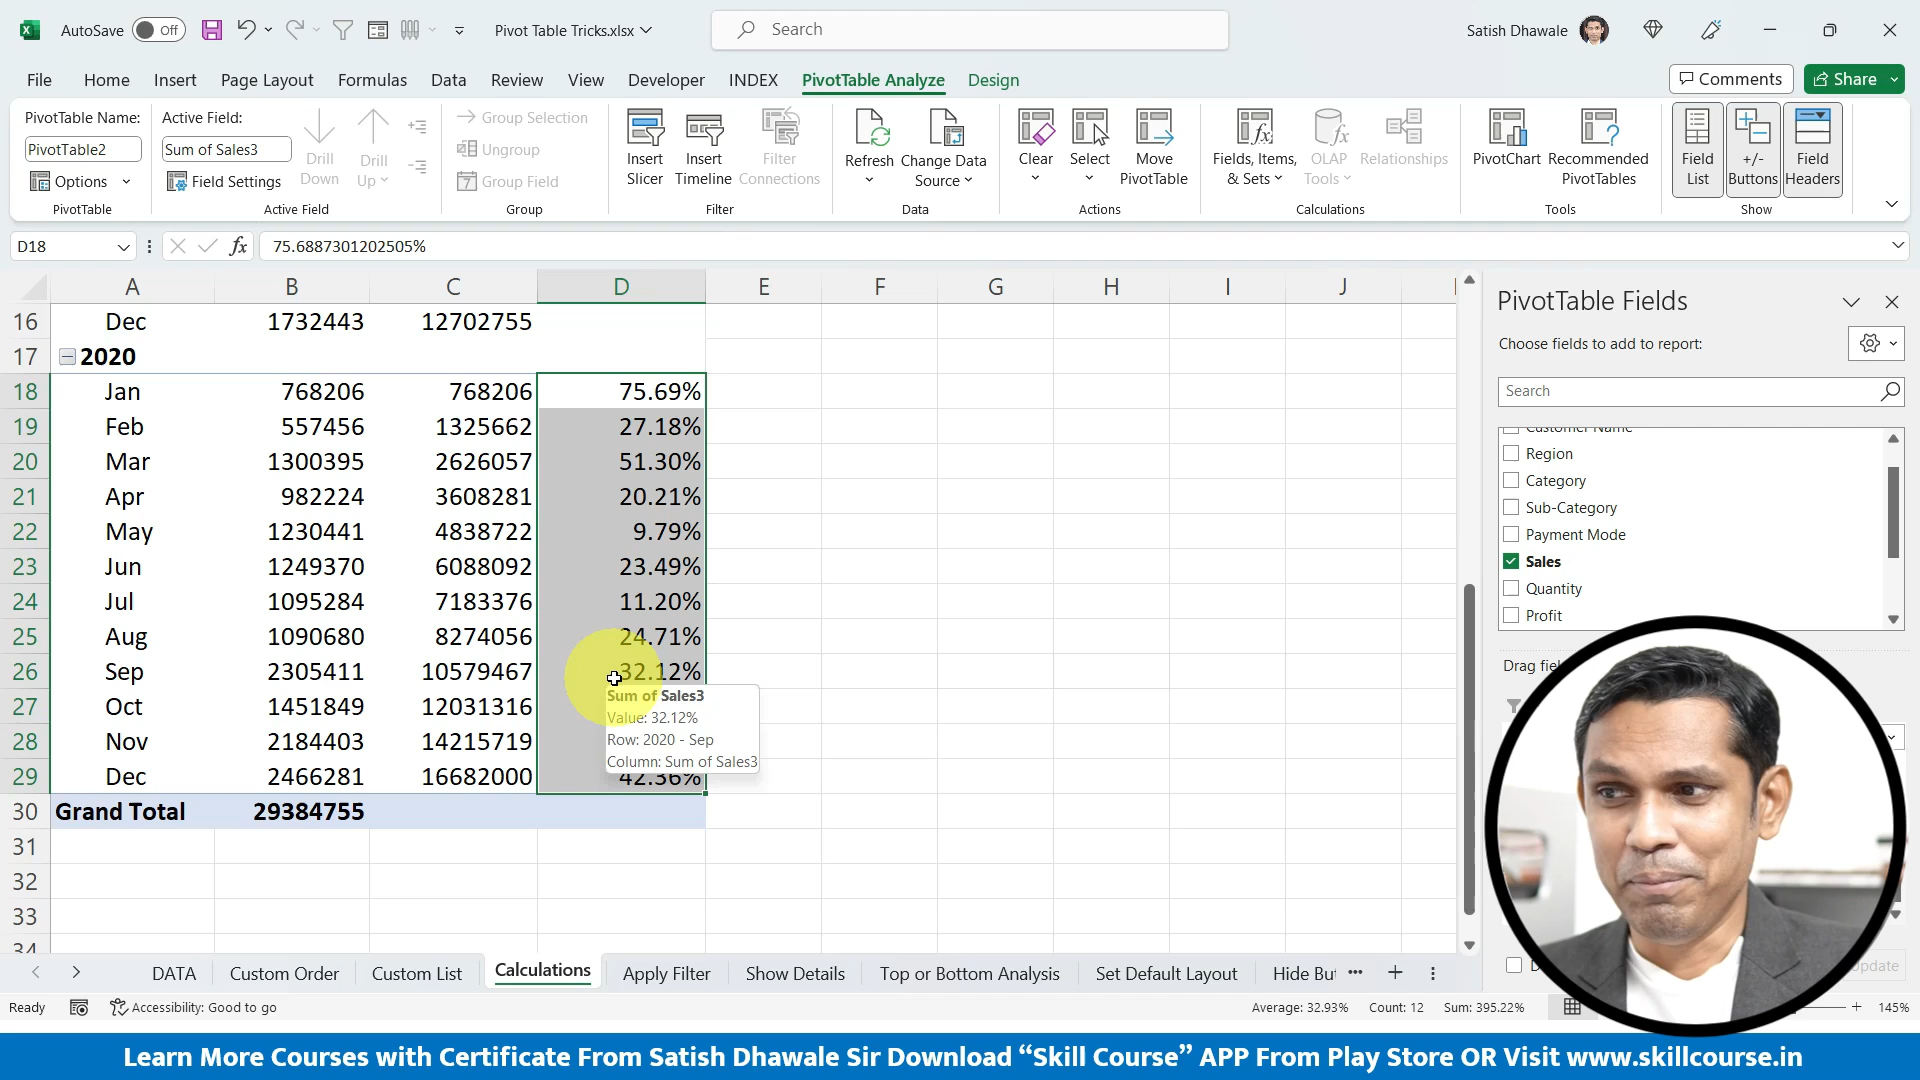 AutoSave Off Pivot Table Tricks.xlsx Search Satish Dhawale
File Home Insert Page Layout Formulas Data Review View Developer INDEX PivotTable Analyze Design Comments Share
PivotTable Name: Active Field: Group Selection
PivotTable2 Sum of Sales3 Ungroup
Options Field Settings Group Field
Drill Down Drill Up Insert Slicer Insert Timeline Filter Connections Refresh Change Data Source Clear Select Move PivotTable Fields, Items, & Sets OLAP Tools Relationships PivotChart Recommended PivotTables Field List +/- Buttons Field Headers
PivotTable Active Field Group Filter Data Actions Calculations Tools Show
D18 fx 75.6887301202505%
A B C D E F G H I J
16 Dec 1732443 12702755
17 2020
18 Jan 768206 768206 75.69%
19 Feb 557456 1325662 27.18%
20 Mar 1300395 2626057 51.30%
21 Apr 982224 3608281 20.21%
22 May 1230441 4838722 9.79%
23 Jun 1249370 6088092 23.49%
24 Jul 1095284 7183376 11.20%
25 Aug 1090680 8274056 24.71%
26 Sep 2305411 10579467 32.12%
27 Oct 1451849 12031316
28 Nov 2184403 14215719
29 Dec 2466281 16682000 42.36%
30 Grand Total 29384755
31
32
33
34
Sum of Sales3
Value: 32.12%
Row: 2020 - Sep
Column: Sum of Sales3
PivotTable Fields
Choose fields to add to report:
Search
Customer Name
Region
Category
Sub-Category
Payment Mode
Sales
Quantity
Profit
DATA Custom Order Custom List Calculations Apply Filter Show Details Top or Bottom Analysis Set Default Layout
Ready Accessibility: Good to go Average: 32.93% Count: 12 Sum: 395.22% 145%
Learn More Courses with Certificate From Satish Dhawale Sir Download “Skill Course” APP From Play Store OR Visit www.skillcourse.in